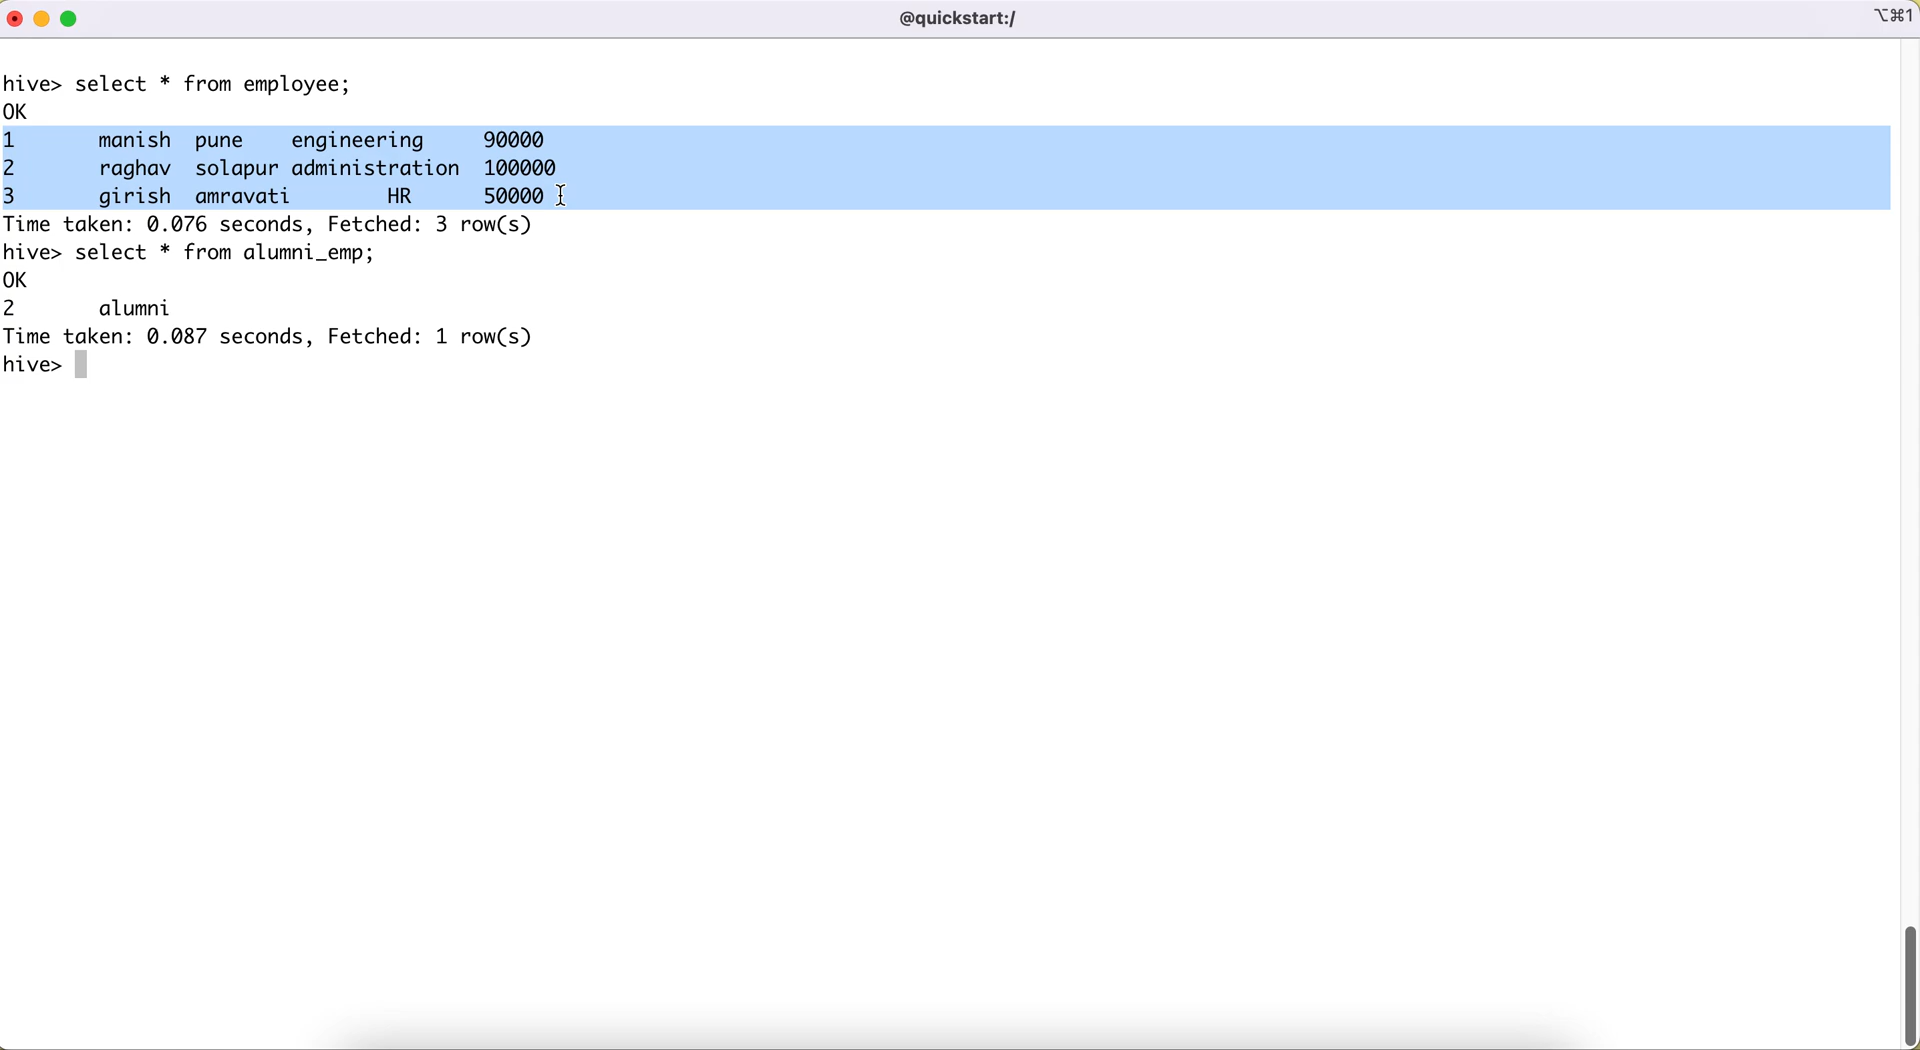 @quickstart:/
⌥⌘1
hive> select * from employee;
OK
1 manish pune engineering 90000
2 raghav solapur administration 100000
3 girish amravati HR 50000
Time taken: 0.076 seconds, Fetched: 3 row(s)
hive> select * from alumni_emp;
OK
2 alumni
Time taken: 0.087 seconds, Fetched: 1 row(s)
hive>